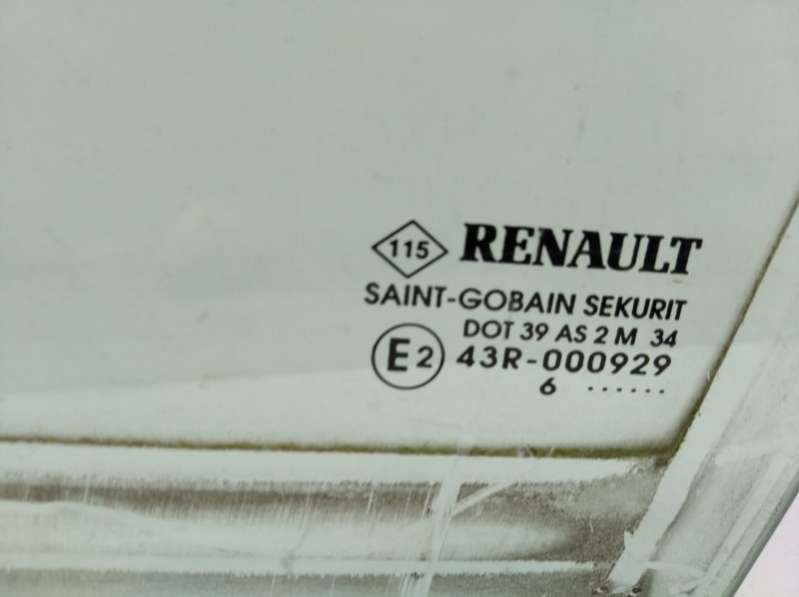 115 RENAULT
SAINT-GOBAIN SEKURIT
DOT 39 AS 2 M 34
E2 43R-000929
6 ......